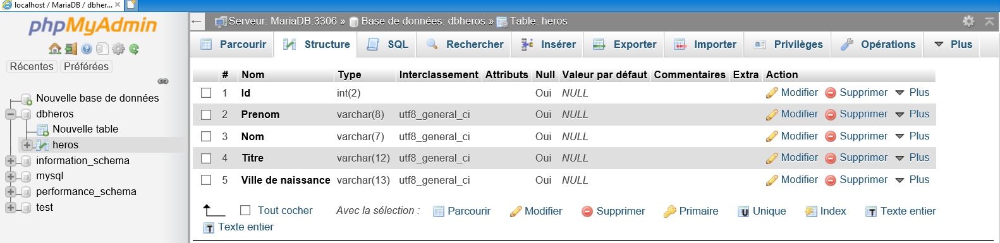 localhost / MariaDB / dbher...
phpMyAdmin
Récentes Préférées
Nouvelle base de données
dbheros
Nouvelle table
heros
information_schema
mysql
performance_schema
test
Serveur: MariaDB:3306 » Base de données: dbheros » Table: heros
Parcourir Structure SQL Rechercher Insérer Exporter Importer Privilèges Opérations Plus
# Nom Type Interclassement Attributs Null Valeur par défaut Commentaires Extra Action
1 Id int(2) Oui NULL Modifier Supprimer Plus
2 Prenom varchar(8) utf8_general_ci Oui NULL Modifier Supprimer Plus
3 Nom varchar(7) utf8_general_ci Oui NULL Modifier Supprimer Plus
4 Titre varchar(12) utf8_general_ci Oui NULL Modifier Supprimer Plus
5 Ville de naissance varchar(13) utf8_general_ci Oui NULL Modifier Supprimer Plus
Tout cocher Avec la sélection : Parcourir Modifier Supprimer Primaire Unique Index Texte entier
Texte entier